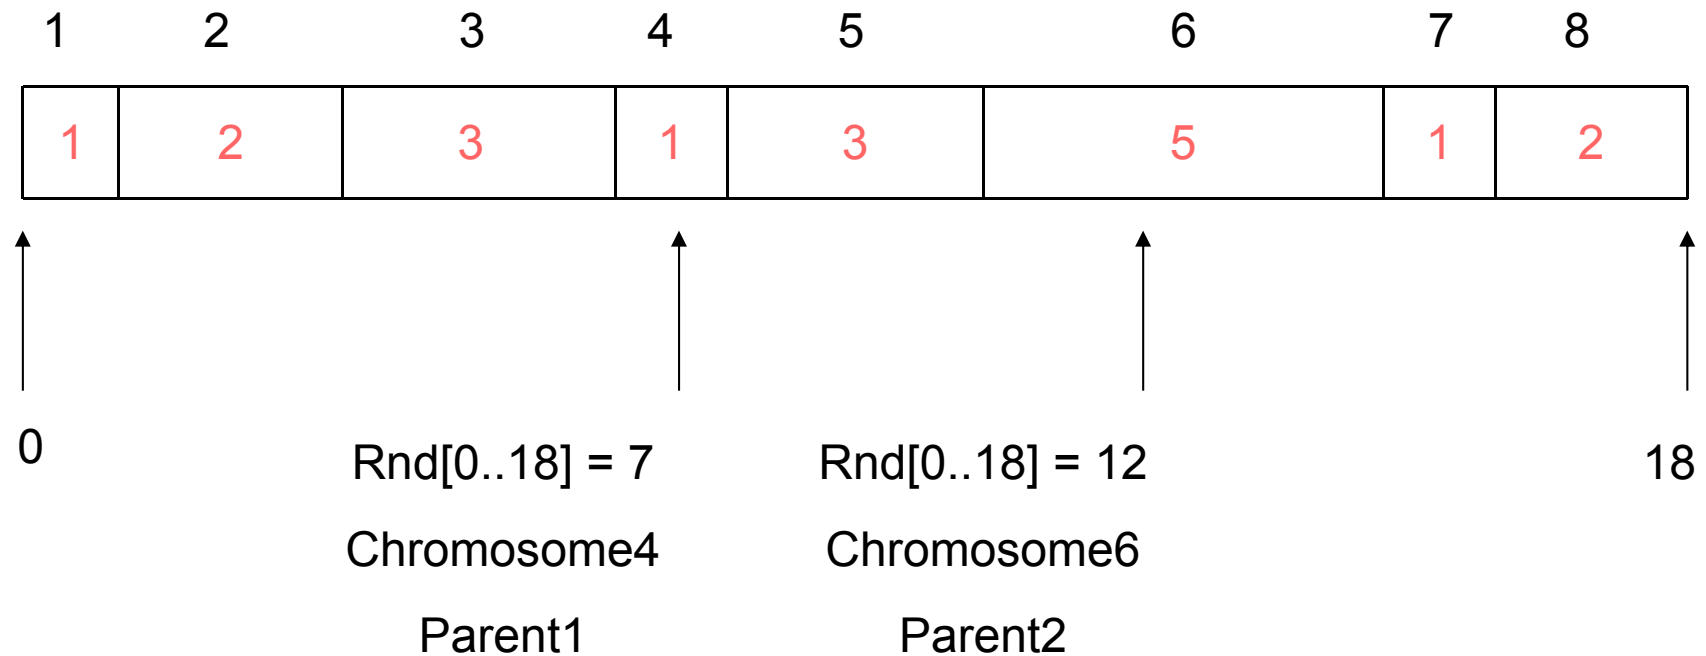 1 2 3 4 5 6 7 8
1 2 3 1 3 5 1 2
0 Rnd[0..18] = 7 Rnd[0..18] = 12 18
Chromosome4 Chromosome6
Parent1 Parent2